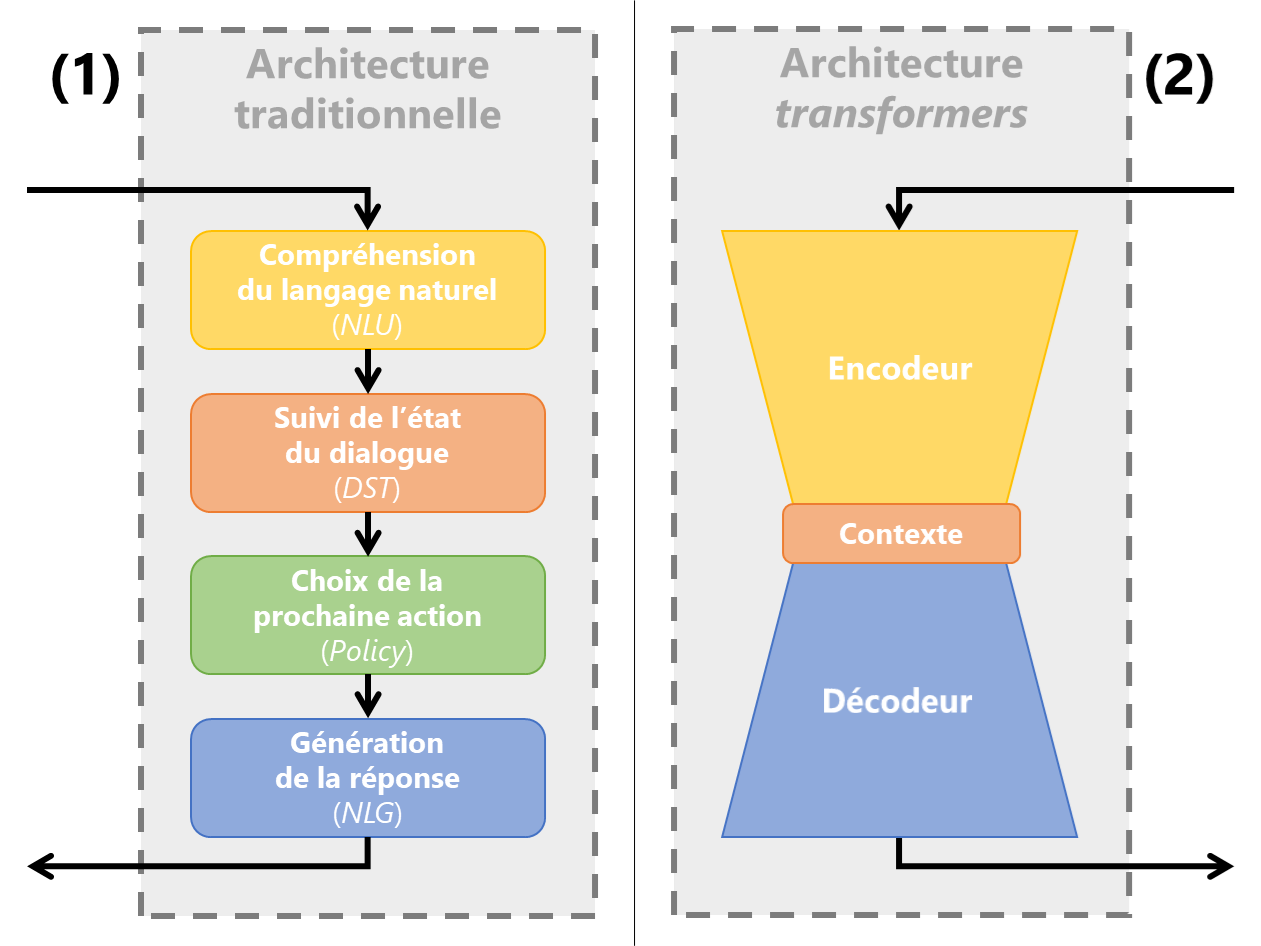 (1)
Architecture
traditionnelle
Compréhension
du langage naturel
(NLU)
Suivi de l’état
du dialogue
(DST)
Choix de la
prochaine action
(Policy)
Génération
de la réponse
(NLG)
(2)
Architecture
transformers
Encodeur
Contexte
Décodeur